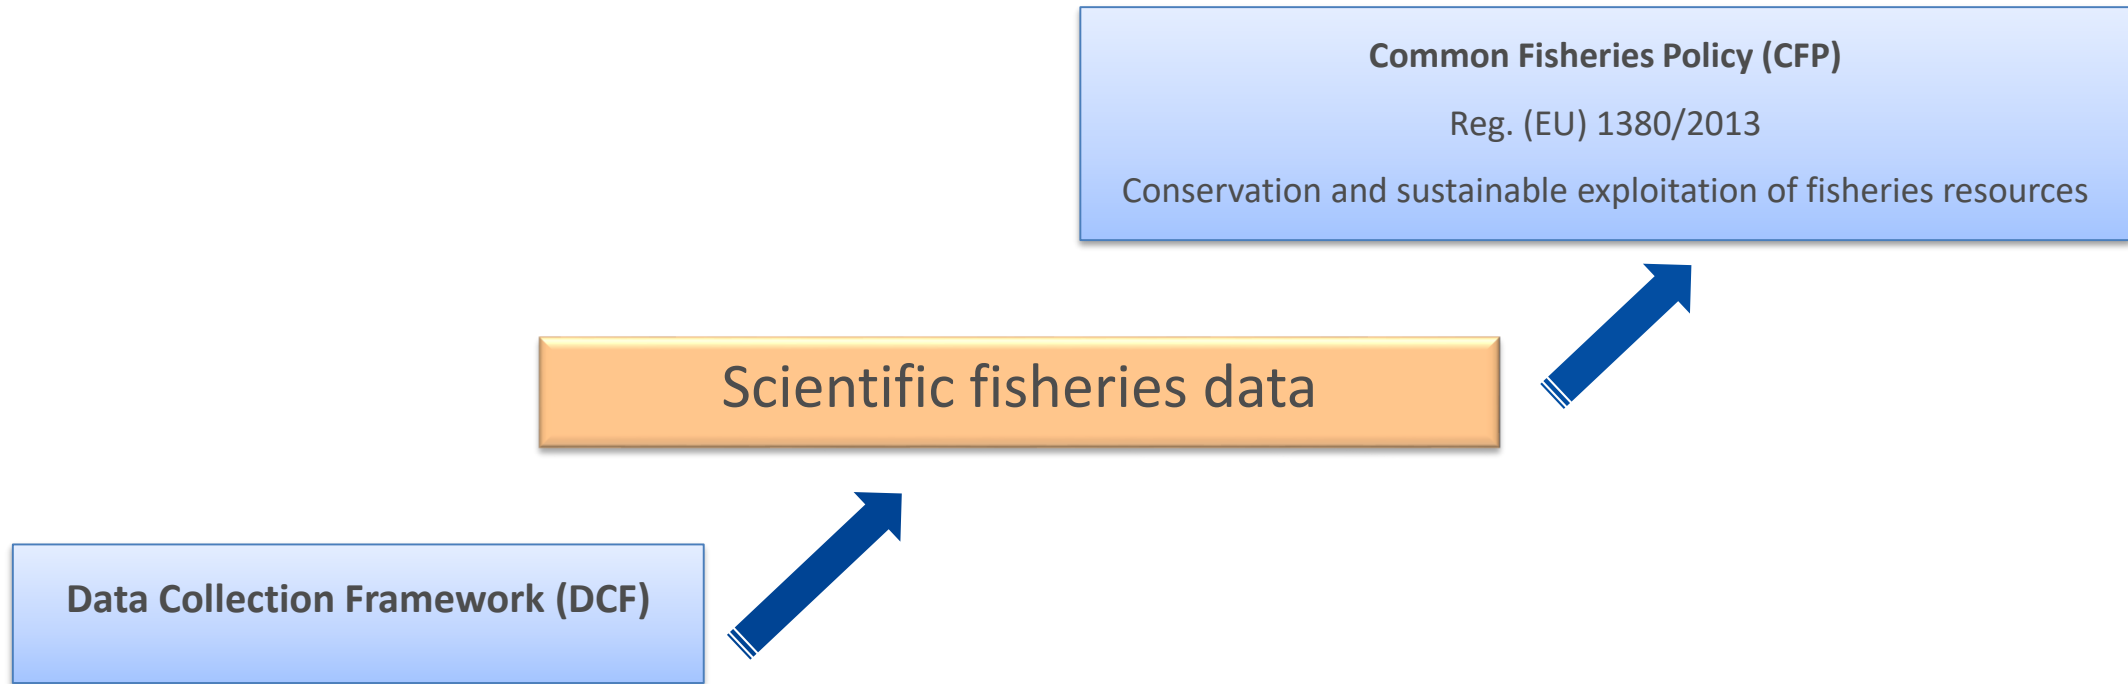 Common Fisheries Policy (CFP)
Reg. (EU) 1380/2013
Conservation and sustainable exploitation of fisheries resources
Scientific fisheries data
Data Collection Framework (DCF)